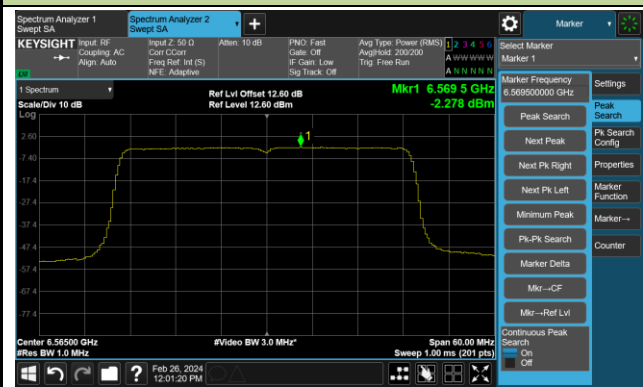 Spectrum Analyzer 1
Swept SA
Spectrum Analyzer 2
Swept SA
+
Marker
KEYSIGHT
Input: RF
Coupling: AC
Align: Auto
Input Z: 50 Ω
Corr CCorr
Freq Ref: Int (S)
NFE: Adaptive
Atten: 10 dB
PNO: Fast
Gate: Off
IF Gain: Low
Sig Track: Off
Avg Type: Power (RMS)
Avg|Hold: 200/200
Trig: Free Run
1 2 3 4 5 6
A W W W W W
A N N N N N
Select Marker
Marker 1
1 Spectrum
Scale/Div 10 dB
Log
Ref Lvl Offset 12.60 dB
Ref Level 12.60 dBm
Mkr1 6.569 5 GHz
-2.278 dBm
1
2.60
-7.40
-17.4
-27.4
-37.4
-47.4
-57.4
-67.4
-77.4
Center 6.56500 GHz
#Res BW 1.0 MHz
#Video BW 3.0 MHz*
Span 60.00 MHz
Sweep 1.00 ms (201 pts)
Marker Frequency
6.569500000 GHz
Peak Search
Next Peak
Next Pk Right
Next Pk Left
Minimum Peak
Pk-Pk Search
Marker Delta
Mkr→CF
Mkr→Ref Lvl
Continuous Peak
Search
On
Off
Settings
Peak
Search
Pk Search
Config
Properties
Marker
Function
Marker→
Counter
?
Feb 26, 2024
12:01:20 PM